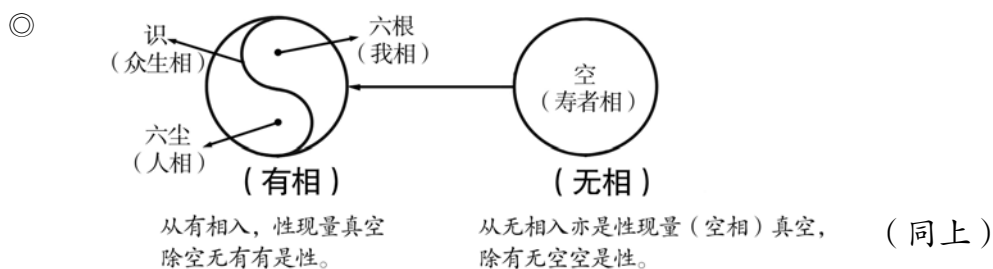 ◎
识
（众生相）
六根
（我相）
六尘
（人相）
（有相）
空
（寿者相）
（无相）
从有相入，性现量真空
除空无有有是性。
从无相入亦是性现量（空相）真空，
除有无空空是性。
（同上）